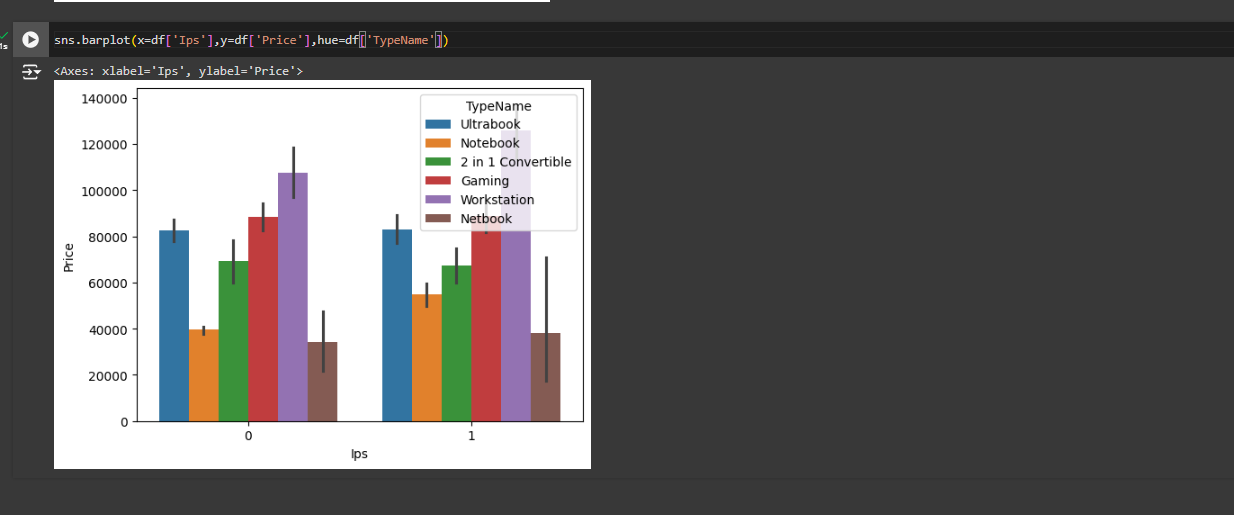 sns.barplot(x=df['Ips'],y=df['Price'],hue=df['TypeName'])
1s
<Axes: xlabel='Ips', ylabel='Price'>
140000
120000
100000
80000
60000
40000
20000
0
Price
TypeName
Ultrabook
Notebook
2 in 1 Convertible
Gaming
Workstation
Netbook
0 1
Ips